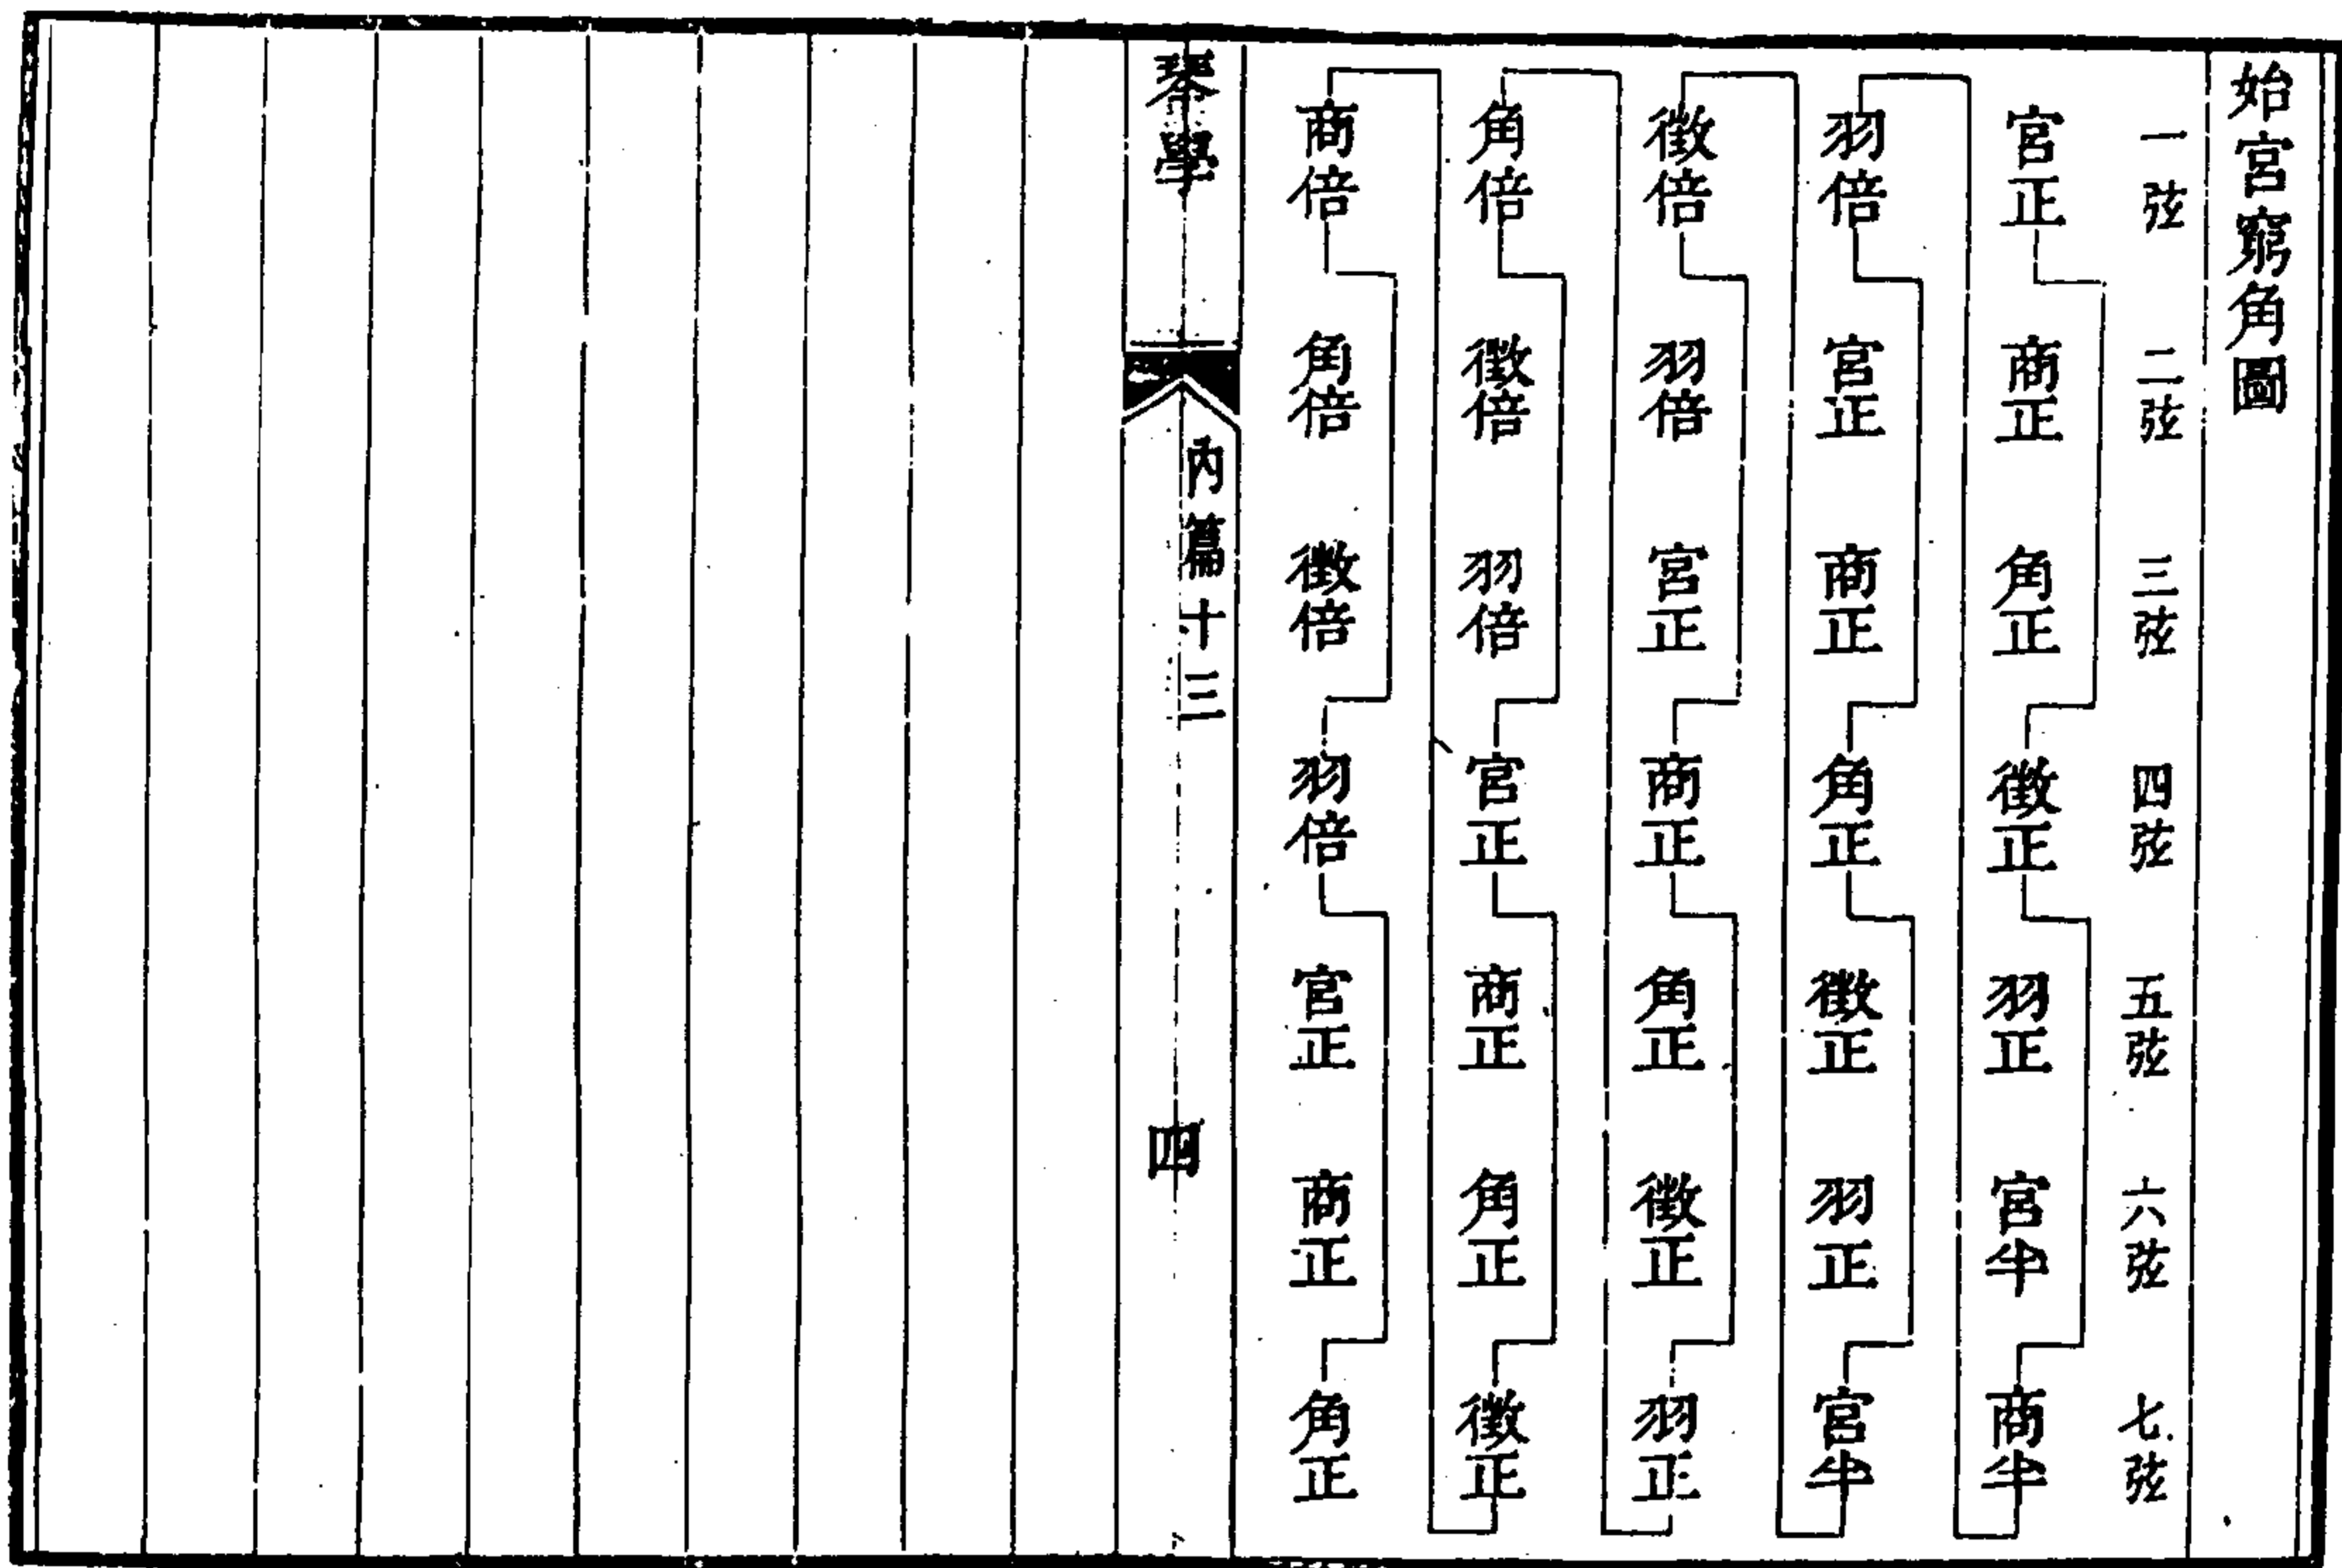 始宮窮角圖
一弦 二弦 三弦 四弦 五弦 六弦 七弦
宮正 商正 角正 徵正 羽正 宮半 商半
羽倍 宮正 商正 角正 徵正 羽正 宮半
徵倍 羽倍 宮正 商正 角正 徵正 羽正
角倍 徵倍 羽倍 宮正 商正 角正 徵正
商倍 角倍 徵倍 羽倍 宮正 商正 角正
琴學
內篇十三
四